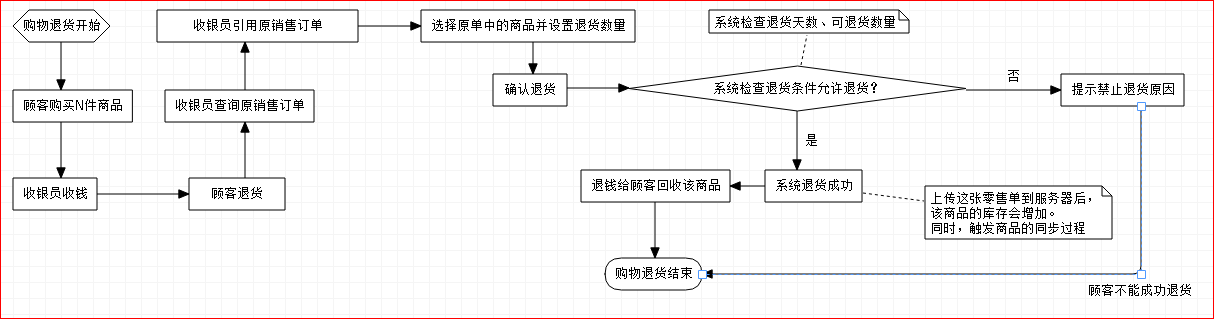 购物退货开始
顾客购买N件商品
收银员收钱
顾客退货
收银员查询原销售订单
收银员引用原销售订单
选择原单中的商品并设置退货数量
确认退货
系统检查退货天数、可退货数量
系统检查退货条件允许退货？
否
提示禁止退货原因
是
系统退货成功
上传这张零售单到服务器后，
该商品的库存会增加。
同时，触发商品的同步过程
退钱给顾客回收该商品
购物退货结束
顾客不能成功退货